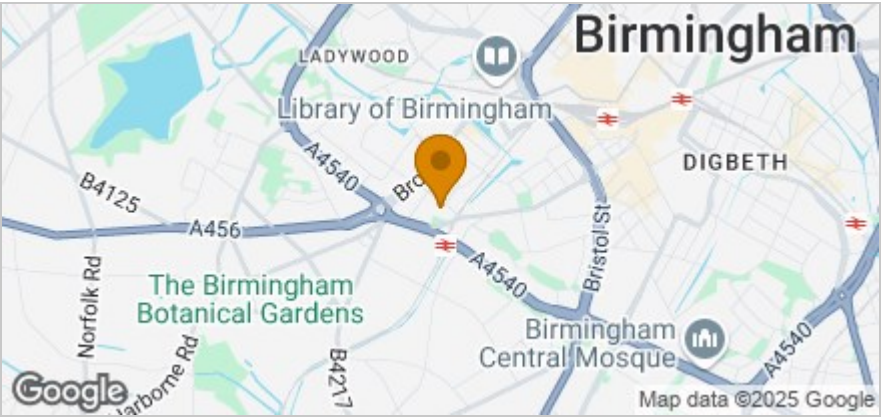 Birmingham
LADYWOOD
Library of Birmingham
A4540
Bro
DIGBETH
B4125
A456
Bristol St
A4540
Norfolk Rd
The Birmingham
Botanical Gardens
Birmingham
Central Mosque
A4540
B4217
Harborne Rd
Google
Map data ©2025 Google